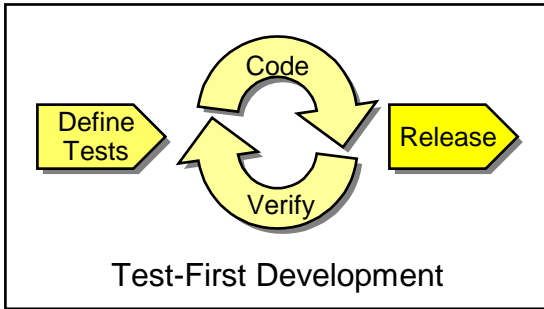 Code
Define
Tests
Release
Verify
Test-First Development